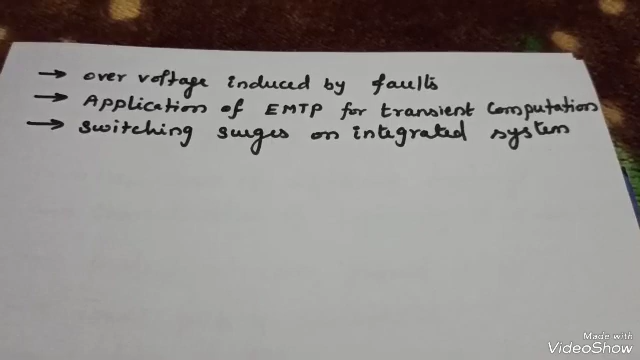 → over voltage induced by faults
→ Application of EMTP for transient computation
→ switching surges on integrated system
Made with
VideoShow